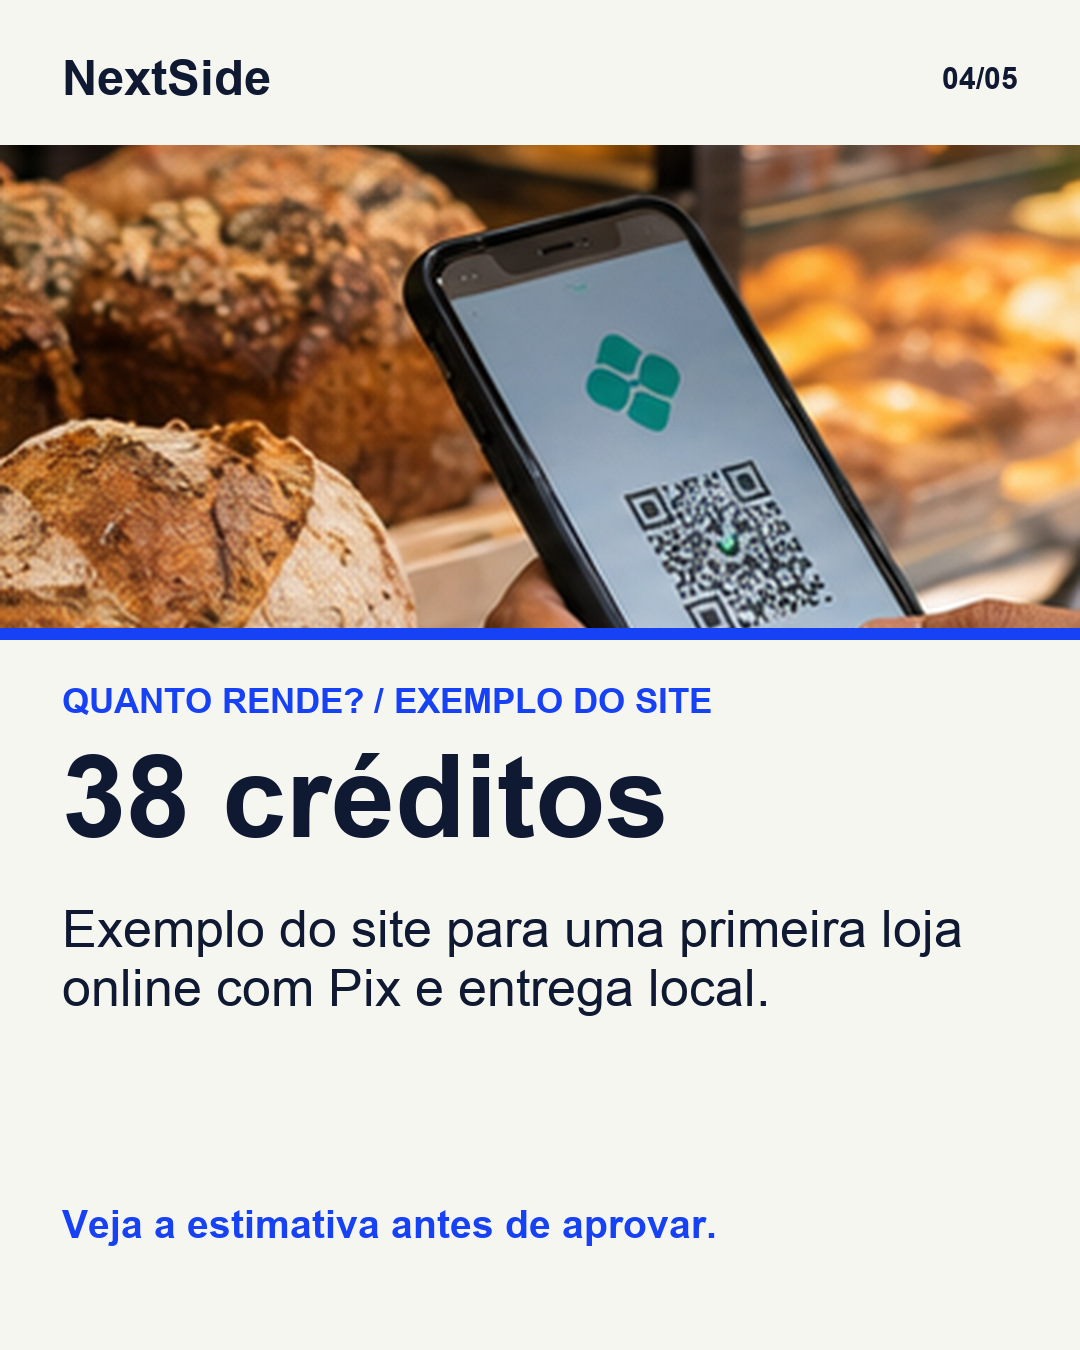 NextSide
04/05
QUANTO RENDE? / EXEMPLO DO SITE
38 créditos
Exemplo do site para uma primeira loja
online com Pix e entrega local.
Veja a estimativa antes de aprovar.